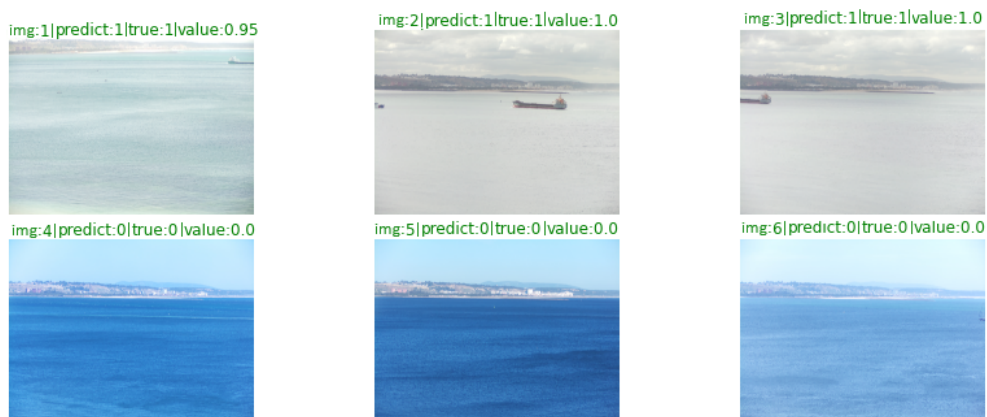 img:1|predict:1|true:1|value:0.95
img:2|predict:1|true:1|value:1.0
img:3|predict:1|true:1|value:1.0
img:4|predict:0|true:0|value:0.0
img:5|predict:0|true:0|value:0.0
img:6|predict:0|true:0|value:0.0